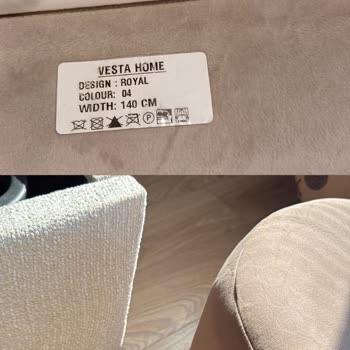 VESTA HOME
DESIGN : ROYAL
COLOUR: 04
WIDTH: 140 CM
P